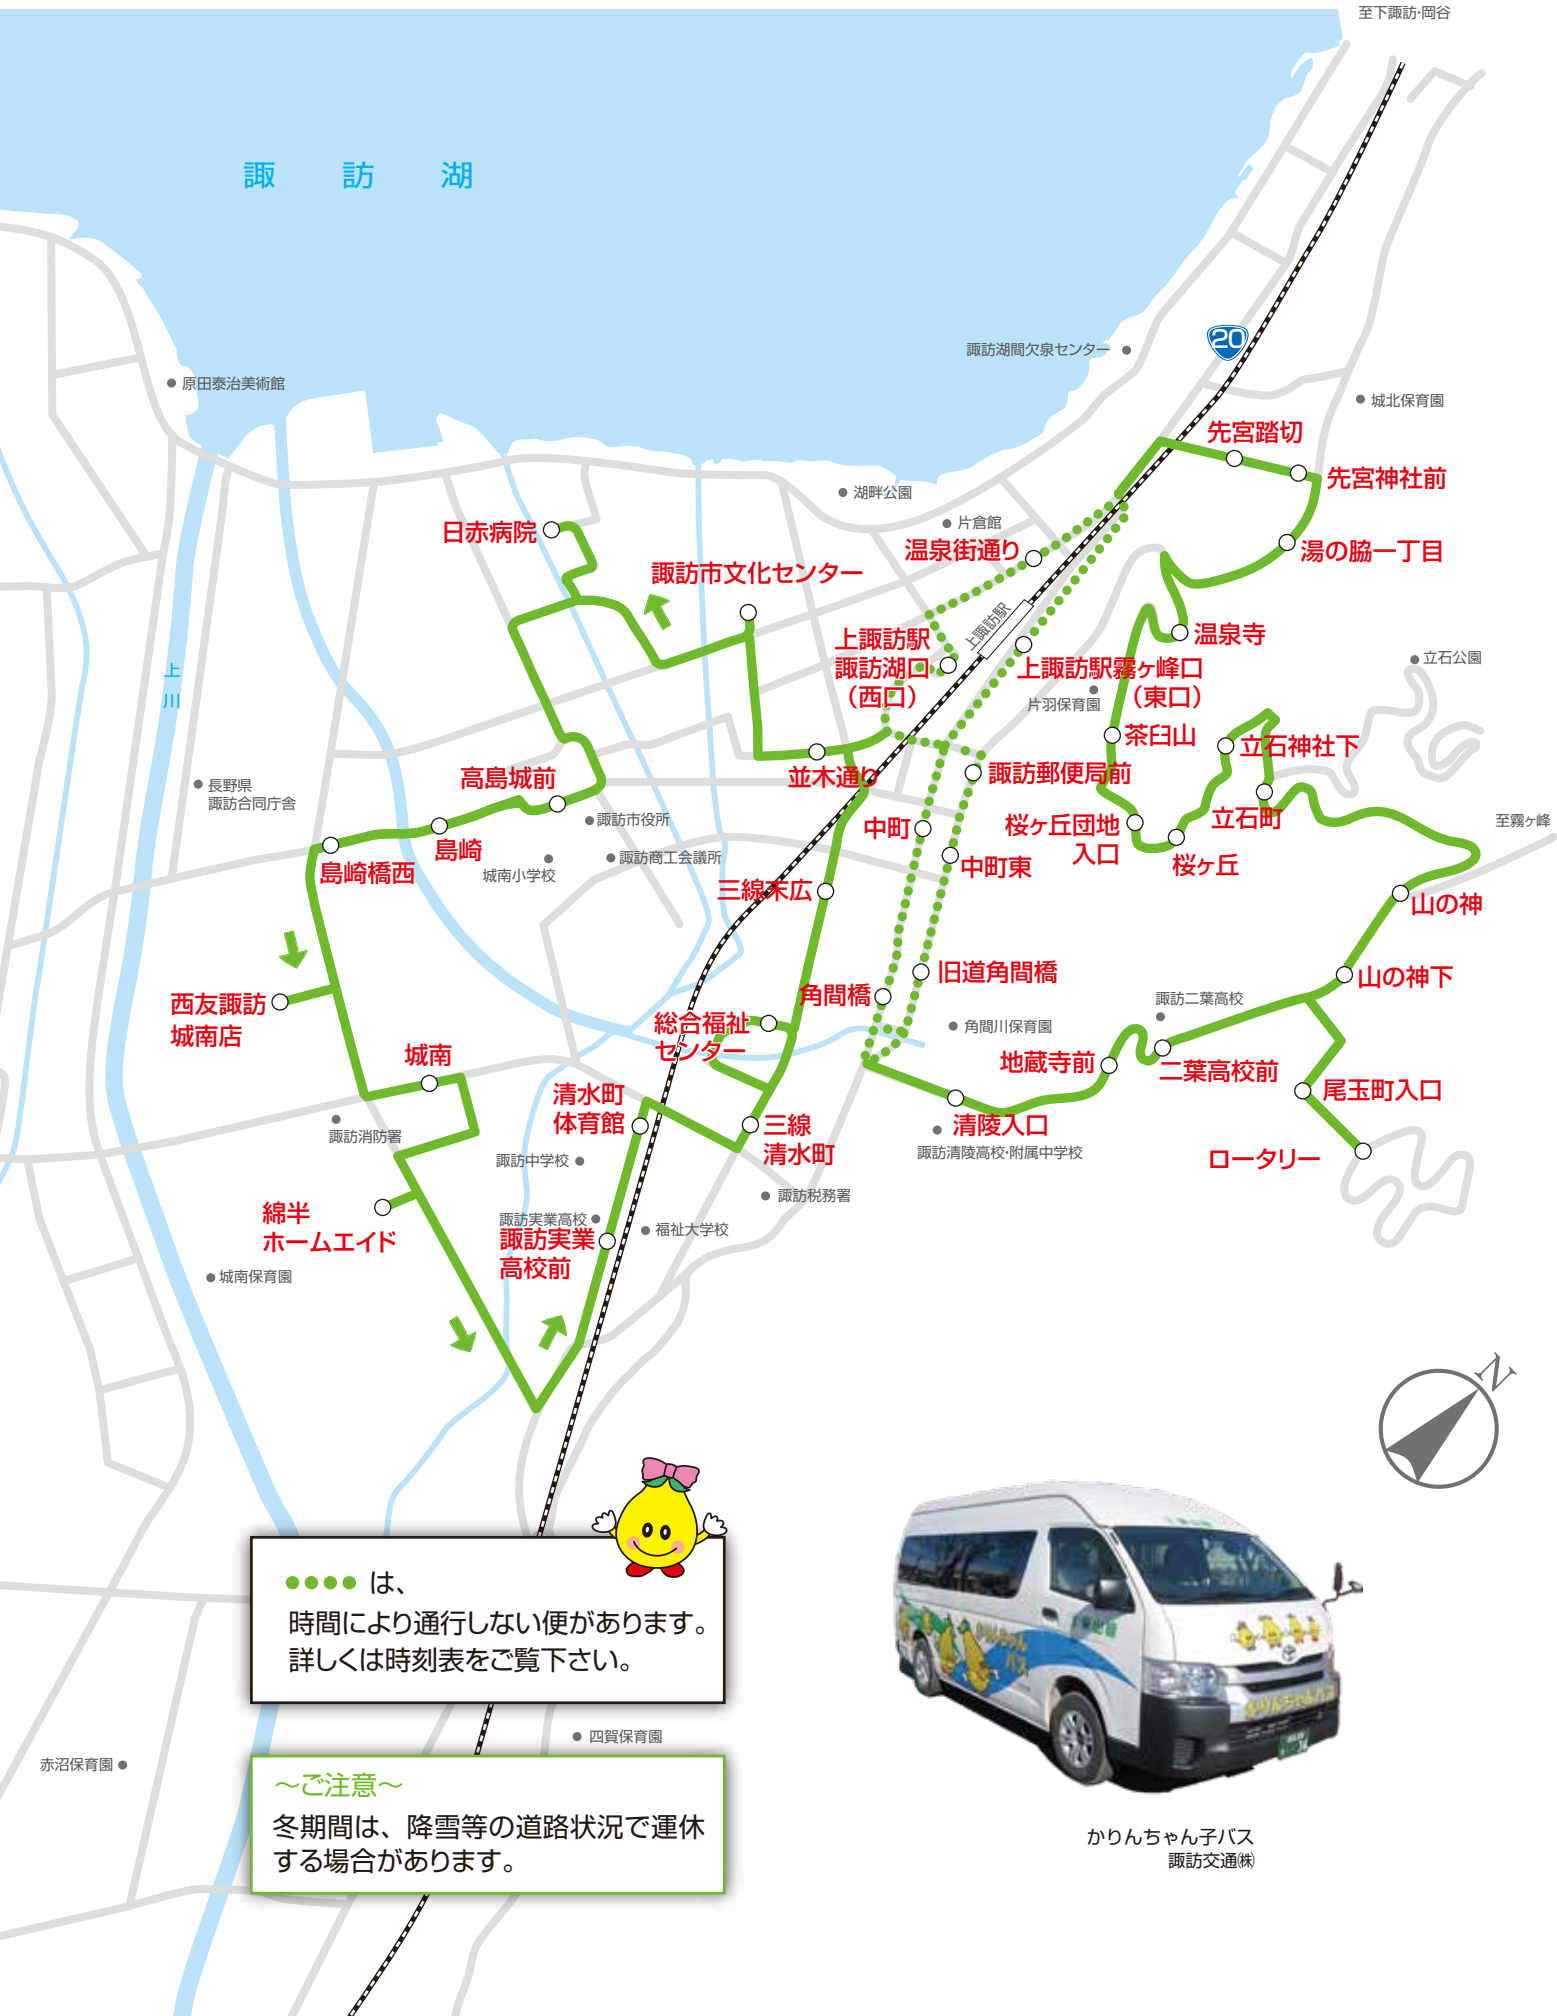 至下諏訪・岡谷
諏訪湖
20
諏訪湖間欠泉センター
原田泰治美術館
城北保育園
先宮踏切
先宮神社前
湖畔公園
片倉館
日赤病院
温泉街通り
湯の脇一丁目
諏訪市文化センター
上諏訪駅
温泉寺
上諏訪駅
諏訪湖口
（西口）
上諏訪駅霧ヶ峰口
（東口）
立石公園
上川
片羽保育園
茶臼山
立石神社下
高島城前
並木通り
諏訪郵便局前
長野県
諏訪合同庁舎
諏訪市役所
中町
桜ヶ丘団地
入口
立石町
至霧ヶ峰
島崎
島崎橋西
城南小学校
諏訪商工会議所
中町東
桜ヶ丘
三線末広
山の神
西友諏訪
城南店
角間橋
旧道角間橋
山の神下
諏訪二葉高校
総合福祉
センター
角間川保育園
城南
地蔵寺前
二葉高校前
尾玉町入口
清水町
体育館
三線
清水町
清陵入口
諏訪消防署
諏訪中学校
諏訪清陵高校・附属中学校
ロータリー
諏訪税務署
綿半
ホームエイド
諏訪実業高校
諏訪実業
高校前
福祉大学校
城南保育園
N
は、
時間により通行しない便があります。
詳しくは時刻表をご覧下さい。
四賀保育園
赤沼保育園
～ご注意～
冬期間は、降雪等の道路状況で運休
する場合があります。
かりんちゃん
バス
かりんちゃんバス
かりんちゃん子バス
諏訪交通㈱